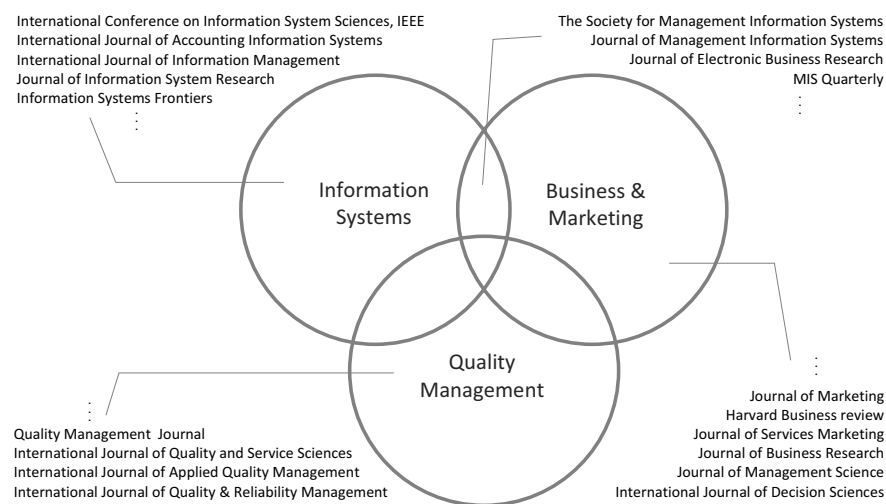 International Conference on Information System Sciences, IEEE
International Journal of Accounting Information Systems
International Journal of Information Management
Journal of Information System Research
Information Systems Frontiers
The Society for Management Information Systems
Journal of Management Information Systems
Journal of Electronic Business Research
MIS Quarterly
Information
Systems
Business &
Marketing
Quality
Management
Quality Management Journal
International Journal of Quality and Service Sciences
International Journal of Applied Quality Management
International Journal of Quality & Reliability Management
Journal of Marketing
Harvard Business review
Journal of Services Marketing
Journal of Business Research
Journal of Management Science
International Journal of Decision Sciences